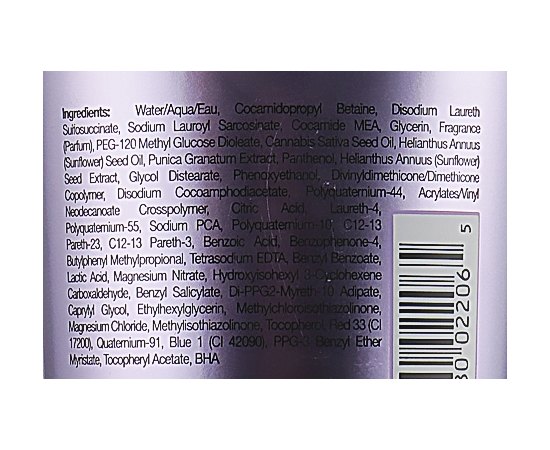 Ingredients: Water/Aqua/Eau, Cocamidopropyl Betaine, Disodium Laureth
Sulfosuccinate, Sodium Lauroyl Sarcosinate, Cocamide MEA, Glycerin, Fragrance
(Parfum), PEG-120 Methyl Glucose Dioleate, Cannabis Sativa Seed Oil, Helianthus Annuus
(Sunflower) Seed Oil, Punica Granatum Extract, Panthenol, Helianthus Annuus (Sunflower)
Seed Extract, Glycol Distearate, Phenoxyethanol, Divinyldimethicone/Dimethicone
Copolymer, Disodium Cocoamphodiacetate, Polyquaternium-44, Acrylates/Vinyl
Neodecanoate Crosspolymer, Citric Acid, Laureth-4,
Polyquaternium-55, Sodium PCA, Polyquaternium-10, C12-13
Pareth-23, C12-13 Pareth-3, Benzoic Acid, Benzophenone-4,
Butylphenyl Methylpropional, Tetrasodium EDTA, Benzyl Benzoate,
Lactic Acid, Magnesium Nitrate, Hydroxyisohexyl 3-Cyclohexene
Carboxaldehyde, Benzyl Salicylate, Di-PPG2-Myreth-10 Adipate,
Caprylyl Glycol, Ethylhexylglycerin, Methylchloroisothiazolinone,
Magnesium Chloride, Methylisothiazolinone, Tocopherol, Red 33 (CI
17200), Quaternium-91, Blue 1 (CI 42090), PPG-3 Benzyl Ether
Myristate, Tocopheryl Acetate, BHA
02206 5